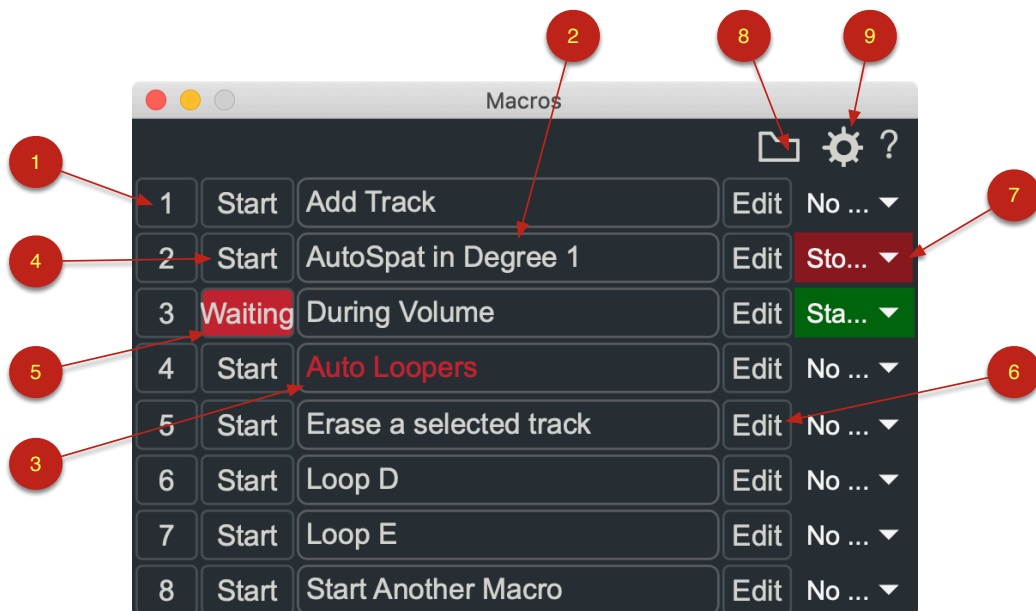 2
8
9
Macros
?
1
1 Start Add Track Edit No ...
7
4
2 Start AutoSpat in Degree 1 Edit Sto...
3 Waiting During Volume Edit Sta...
5
4 Start Auto Loopers Edit No ...
6
5 Start Erase a selected track Edit No ...
3
6 Start Loop D Edit No ...
7 Start Loop E Edit No ...
8 Start Start Another Macro Edit No ...